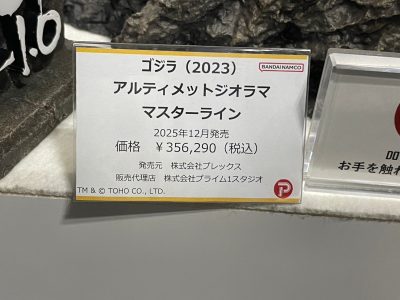 ゴジラ（2023）
BANDAI NAMCO
アルティメットジオラマ
マスターライン
2025年12月発売
価格　￥356,290（税込）
発売元　株式会社プレックス
販売代理店　株式会社プライム1スタジオ
TM & © TOHO CO., LTD.
お手を触れ
1.0